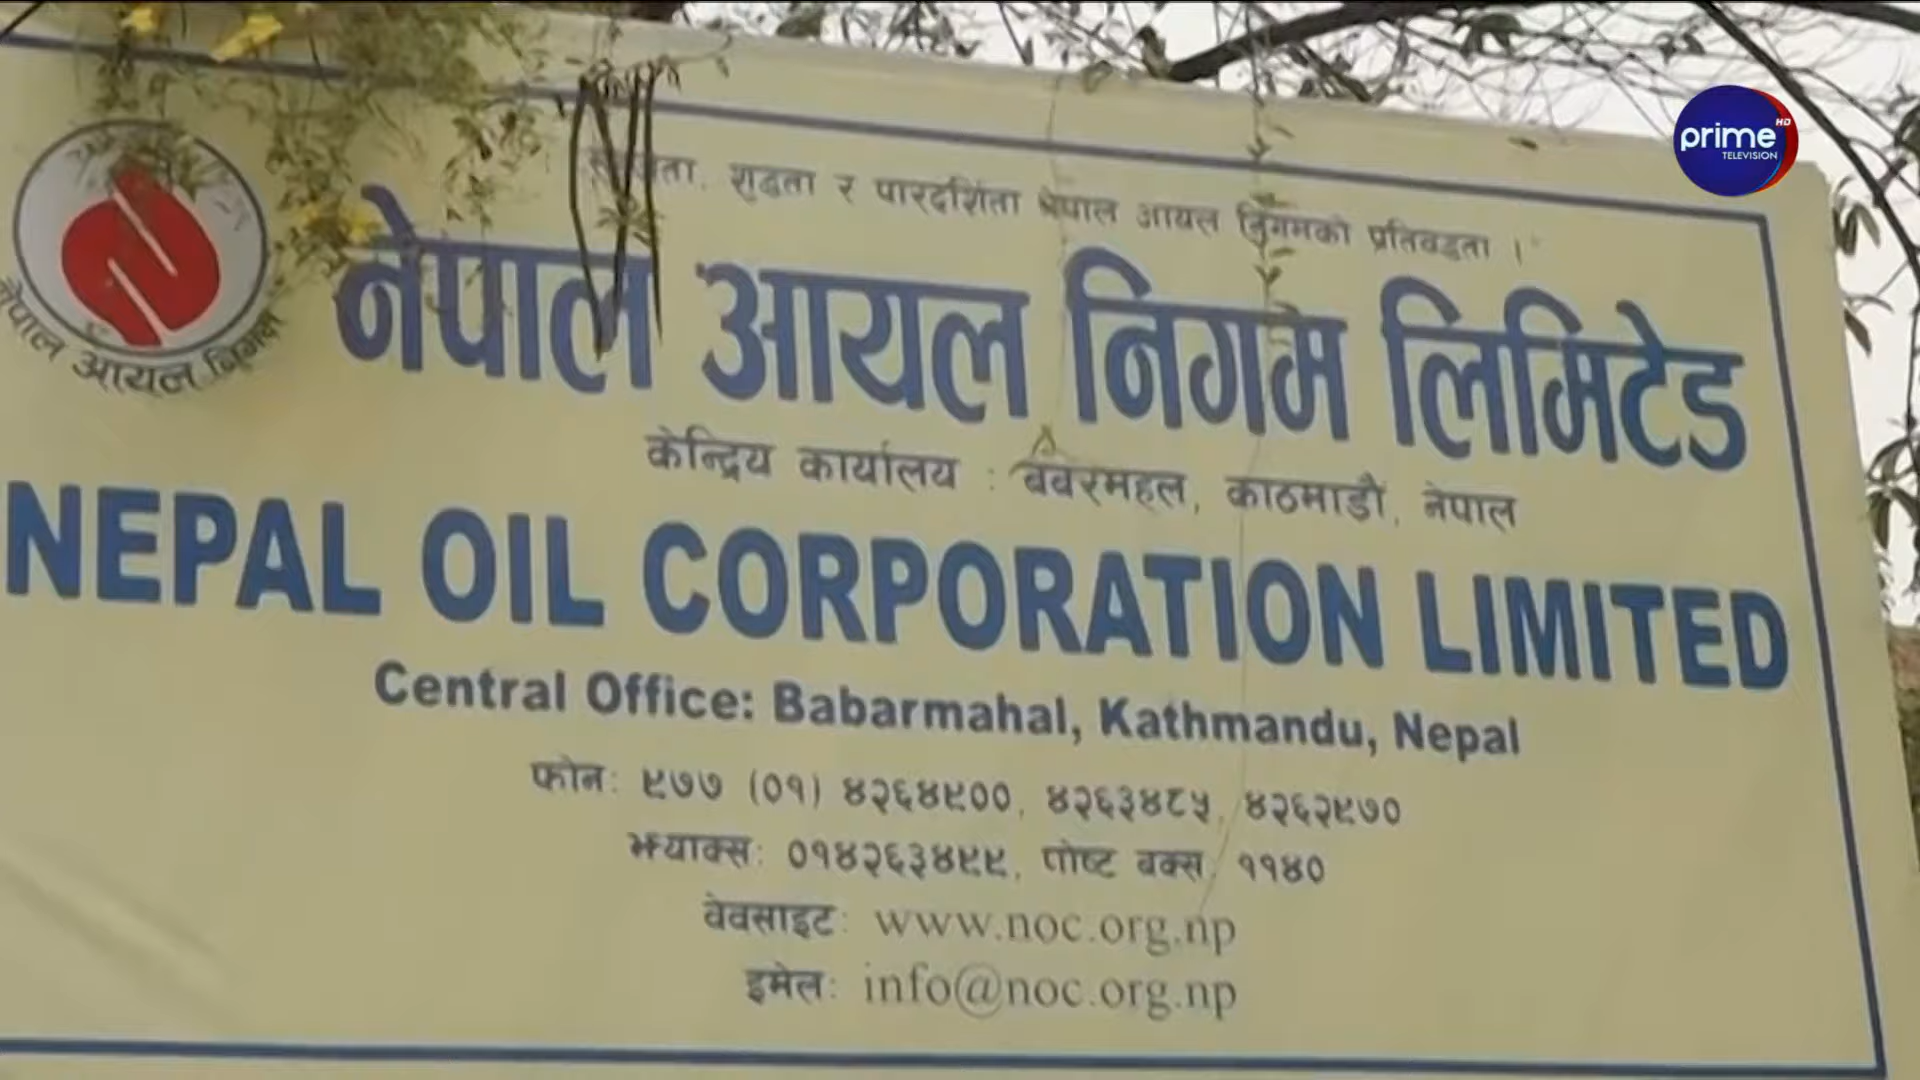 prime HD
TELEVISION
शुद्धता र पारदर्शिता नेपाल आयल निगमको प्रतिवद्धता ।
नेपाल आयल निगम
नेपाल आयल निगम लिमिटेड
केन्द्रिय कार्यालय : बबरमहल, काठमाडौं, नेपाल
NEPAL OIL CORPORATION LIMITED
Central Office: Babarmahal, Kathmandu, Nepal
फोन: ९७७ (०१) ४२६४९००, ४२६३४८५, ४२६२९७०
झ्याक्स: ०१४२६३४९९, पोष्ट बक्स: ११४०
वेवसाइट: www.noc.org.np
इमेल: info@noc.org.np